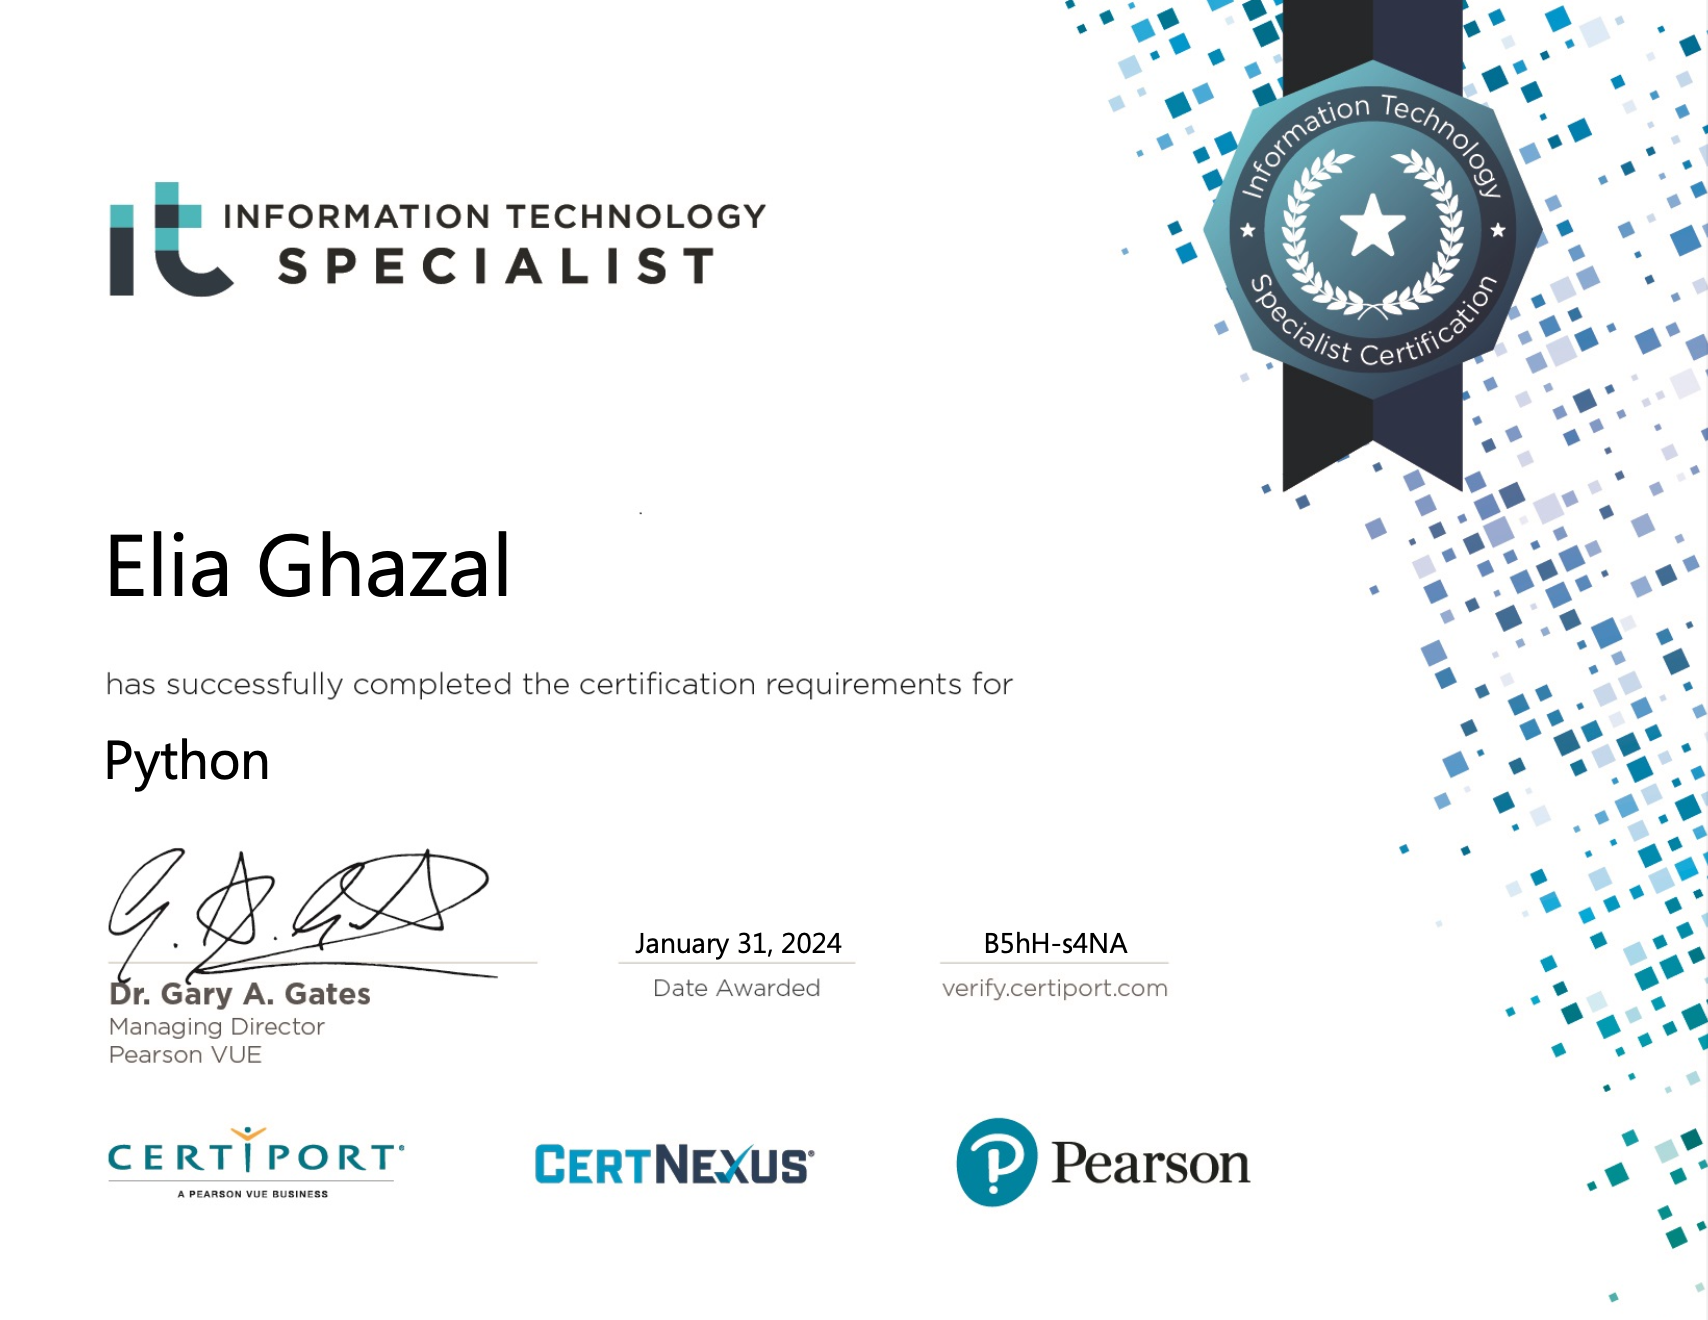 INFORMATION TECHNOLOGY
SPECIALIST
Information Technology
Specialist Certification
Elia Ghazal
has successfully completed the certification requirements for
Python
January 31, 2024
B5hH-s4NA
Date Awarded
verify.certiport.com
Dr. Gary A. Gates
Managing Director
Pearson VUE
CERTIPORT
A PEARSON VUE BUSINESS
CERTNEXUS
Pearson